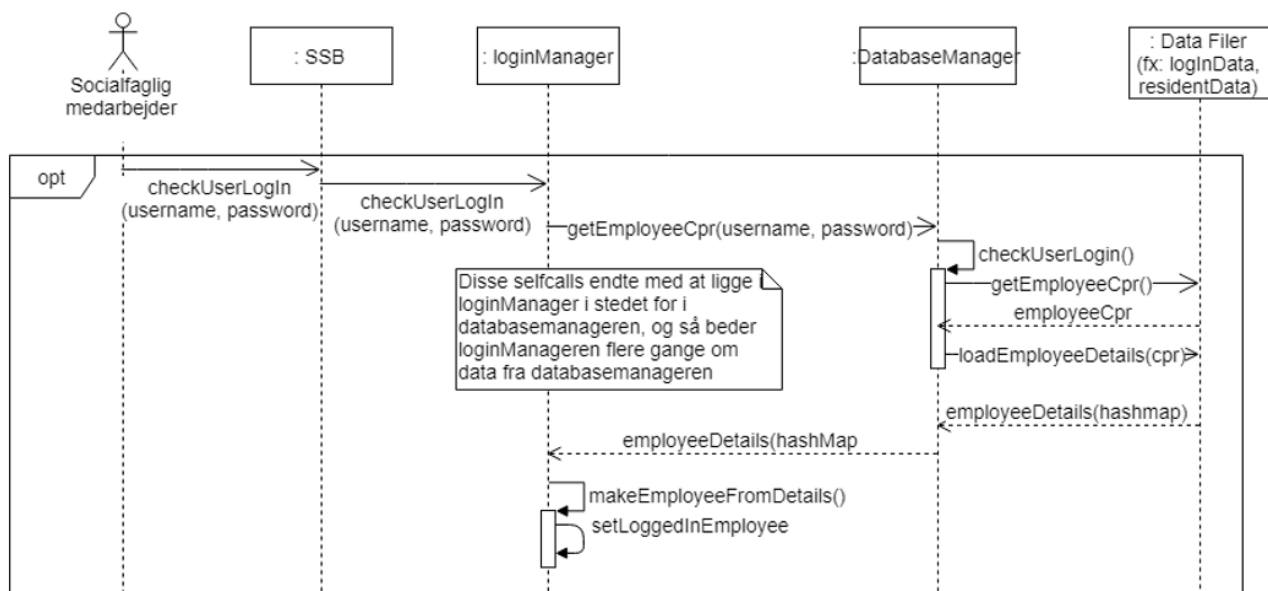 Socialfaglig
medarbejder
: SSB
: loginManager
:DatabaseManager
: Data Filer
(fx: logInData,
residentData)
opt
checkUserLogIn
(username, password)
checkUserLogIn
(username, password)
getEmployeeCpr(username, password)
checkUserLogin()
getEmployeeCpr()
employeeCpr
loadEmployeeDetails(cpr)
Disse selfcalls endte med at ligge i
loginManager i stedet for i
databasemanageren, og så beder
loginManageren flere gange om
data fra databasemanageren
employeeDetails(hashmap)
employeeDetails(hashMap
makeEmployeeFromDetails()
setLoggedInEmployee